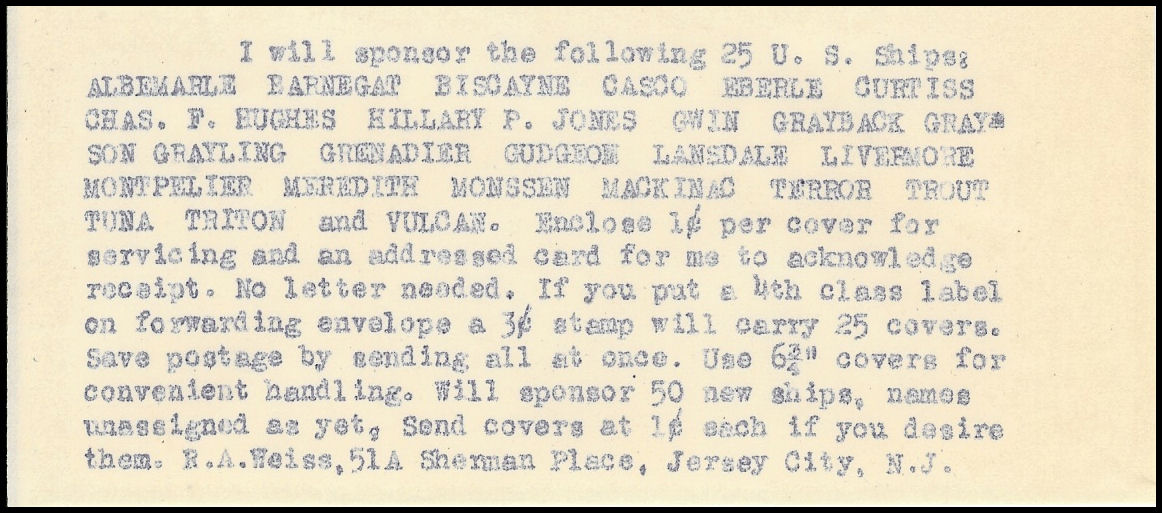 I will sponsor the following 25 U. S. Ships:
ALBEMARLE BARNEGAT BISCAYNE CASCO EBERLE CURTISS
CHAS. F. HUGHES HILLARY P. JONES GWIN GRAYBACK GRAY-
SON GRAYLING GRENADIER GUDGEON LANSDALE LIVERMORE
MONTPELIER MEREDITH MONSSEN MACKINAC TERROR TROUT
TUNA TRITON and VULCAN. Enclose 1¢ per cover for
servicing and an addressed card for me to acknowledge
receipt. No letter needed. If you put a 4th class label
on forwarding envelope a 3¢ stamp will carry 25 covers.
Save postage by sending all at once. Use 6¾" covers for
convenient handling. Will sponsor 50 new ships, names
unassigned as yet, Send covers at 1¢ each if you desire
them. R.A.Weiss,51A Sherman Place, Jersey City, N.J.